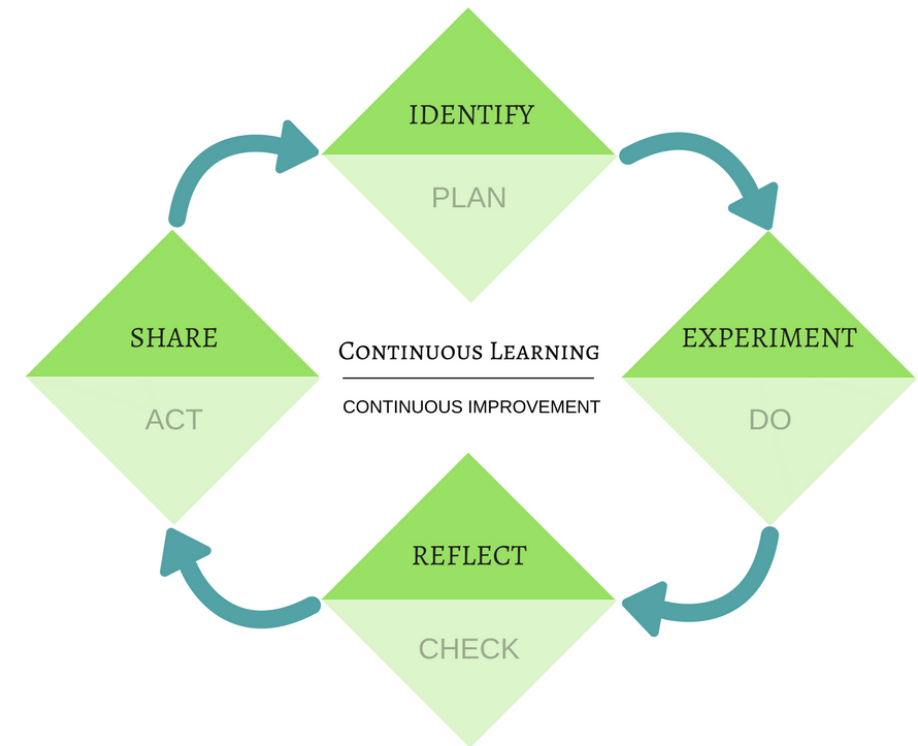 IDENTIFY
PLAN
SHARE
ACT
CONTINUOUS LEARNING
CONTINUOUS IMPROVEMENT
EXPERIMENT
DO
REFLECT
CHECK